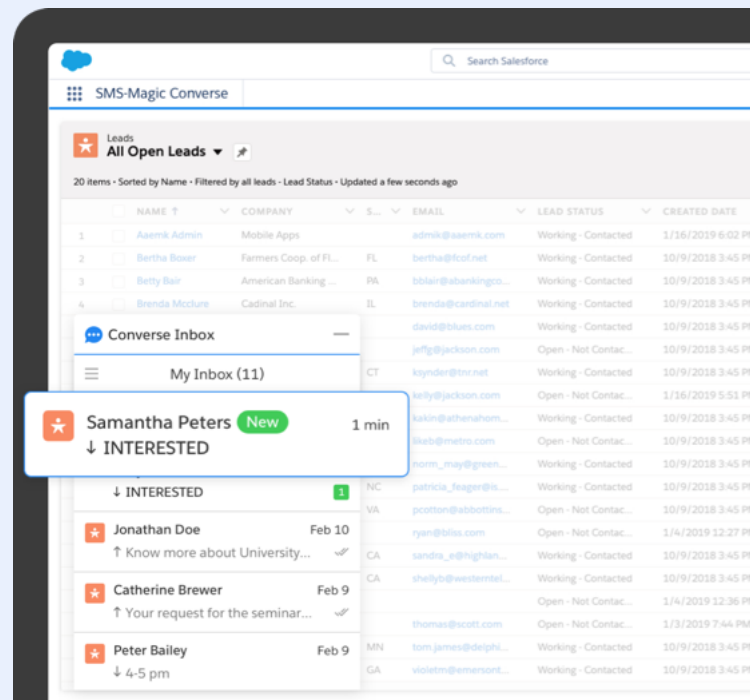 Search Salesforce
SMS-Magic Converse
Leads
All Open Leads
20 items • Sorted by Name • Filtered by all leads - Lead Status • Updated a few seconds ago
NAME ↑ COMPANY S... EMAIL LEAD STATUS CREATED DATE
1 Aaemk Admin Mobile Apps admik@aaemk.com Working - Contacted 1/16/2019 6:02 PM
2 Bertha Boxer Farmers Coop. of Fl... FL bertha@fcof.net Working - Contacted 10/9/2018 3:45 PM
3 Betty Bair American Banking ... PA bblair@abankingco... Working - Contacted 10/9/2018 3:45 PM
4 Brenda Mcclure Cadinal Inc. IL brenda@cardinal.net Working - Contacted 10/9/2018 3:45 PM
david@blues.com Working - Contacted 10/9/2018 3:45 PM
jeffg@jackson.com Open - Not Contac... 10/9/2018 3:45 PM
CT ksynder@tnr.net Working - Contacted 10/9/2018 3:45 PM
kelly@jackson.com Open - Not Contac... 1/16/2019 5:51 PM
kakin@athenahom... Working - Contacted 10/9/2018 3:45 PM
likeb@metro.com Open - Not Contac... 10/9/2018 3:45 PM
norm_may@green... Working - Contacted 10/9/2018 3:45 PM
NC patricia_feager@is... Working - Contacted 10/9/2018 3:45 PM
VA pcotton@abbottins... Open - Not Contac... 10/9/2018 3:45 PM
ryan@bliss.com Open - Not Contac... 1/4/2019 12:27 PM
CA sandra_e@highlan... Working - Contacted 10/9/2018 3:45 PM
CA shellyb@westerntel... Working - Contacted 10/9/2018 3:45 PM
Open - Not Contac... 1/4/2019 12:36 PM
thomas@scott.com Open - Not Contac... 1/3/2019 7:44 PM
MN tom.james@delphi... Working - Contacted 10/9/2018 3:45 PM
GA violetm@emersont... Working - Contacted 10/9/2018 3:45 PM
Converse Inbox
My Inbox (11)
Samantha Peters New 1 min
↓ INTERESTED
↓ INTERESTED 1
Jonathan Doe Feb 10
↑ Know more about University...
Catherine Brewer Feb 9
↑ Your request for the seminar...
Peter Bailey Feb 9
↓ 4-5 pm